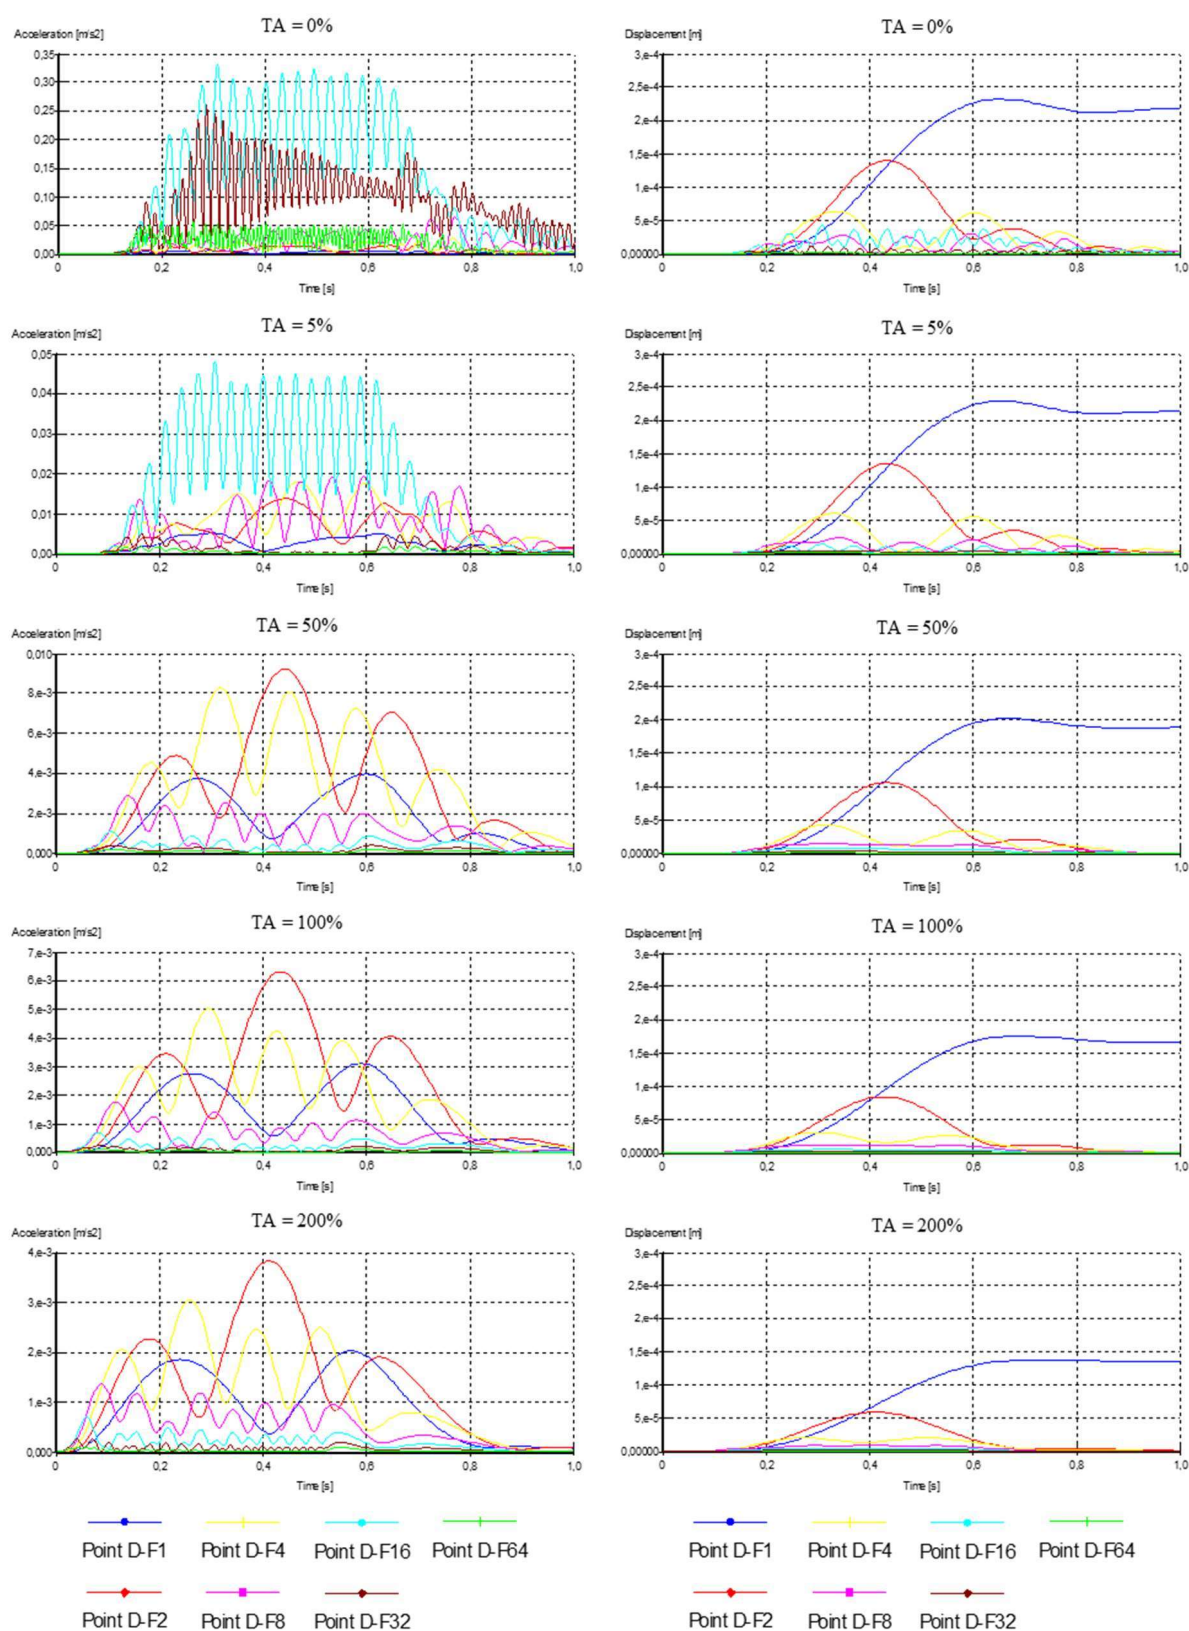 TA = 0%
Acceleration [m/s2]
0,35
0,30
0,25
0,20
0,15
0,10
0,05
0,00
0 0,2 0,4 0,6 0,8 1,0
Time [s]
TA = 0%
Displacement [m]
3,e-4
2,5e-4
2,e-4
1,5e-4
1,e-4
5,e-5
0,00000
0 0,2 0,4 0,6 0,8 1,0
Time [s]
TA = 5%
Acceleration [m/s2]
0,05
0,04
0,03
0,02
0,01
0,00
0 0,2 0,4 0,6 0,8 1,0
Time [s]
TA = 5%
Displacement [m]
3,e-4
2,5e-4
2,e-4
1,5e-4
1,e-4
5,e-5
0,00000
0 0,2 0,4 0,6 0,8 1,0
Time [s]
TA = 50%
Acceleration [m/s2]
0,010
8,e-3
6,e-3
4,e-3
2,e-3
0,000
0 0,2 0,4 0,6 0,8 1,0
Time [s]
TA = 50%
Displacement [m]
3,e-4
2,5e-4
2,e-4
1,5e-4
1,e-4
5,e-5
0,00000
0 0,2 0,4 0,6 0,8 1,0
Time [s]
TA = 100%
Acceleration [m/s2]
7,e-3
6,e-3
5,e-3
4,e-3
3,e-3
2,e-3
1,e-3
0,000
0 0,2 0,4 0,6 0,8 1,0
Time [s]
TA = 100%
Displacement [m]
3,e-4
2,5e-4
2,e-4
1,5e-4
1,e-4
5,e-5
0,00000
0 0,2 0,4 0,6 0,8 1,0
Time [s]
TA = 200%
Acceleration [m/s2]
4,e-3
3,e-3
2,e-3
1,e-3
0,000
0 0,2 0,4 0,6 0,8 1,0
Time [s]
TA = 200%
Displacement [m]
3,e-4
2,5e-4
2,e-4
1,5e-4
1,e-4
5,e-5
0,00000
0 0,2 0,4 0,6 0,8 1,0
Time [s]
Point D-F1 Point D-F4 Point D-F16 Point D-F64
Point D-F2 Point D-F8 Point D-F32
Point D-F1 Point D-F4 Point D-F16 Point D-F64
Point D-F2 Point D-F8 Point D-F32